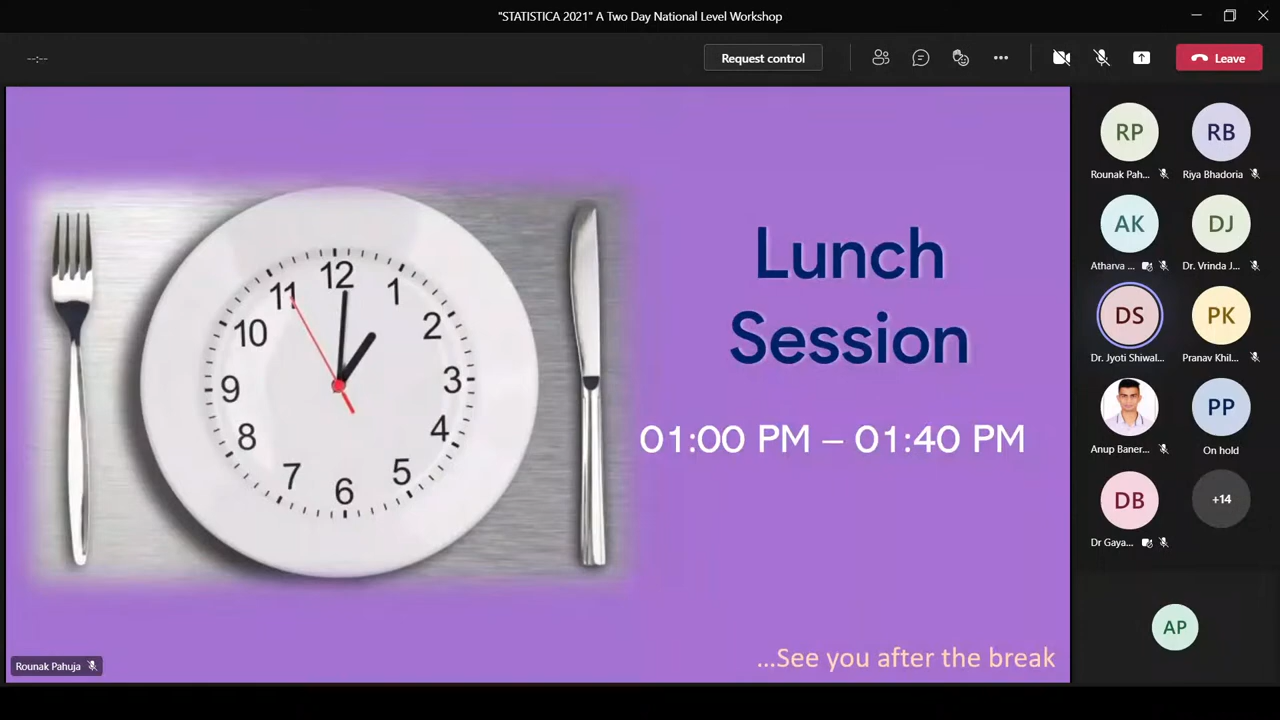 "STATISTICA 2021" A Two Day National Level Workshop
--:--
Request control
Leave
Lunch
Session
01:00 PM – 01:40 PM
...See you after the break
12
11
1
10
2
9
3
8
4
7
5
6
Rounak Pahuja
RP
RB
Rounak Pah...
Riya Bhadoria
AK
DJ
Atharva ...
Dr. Vrinda J...
DS
PK
Dr. Jyoti Shiwal...
Pranav Khil...
PP
Anup Baner...
On hold
DB
+14
Dr Gaya...
AP